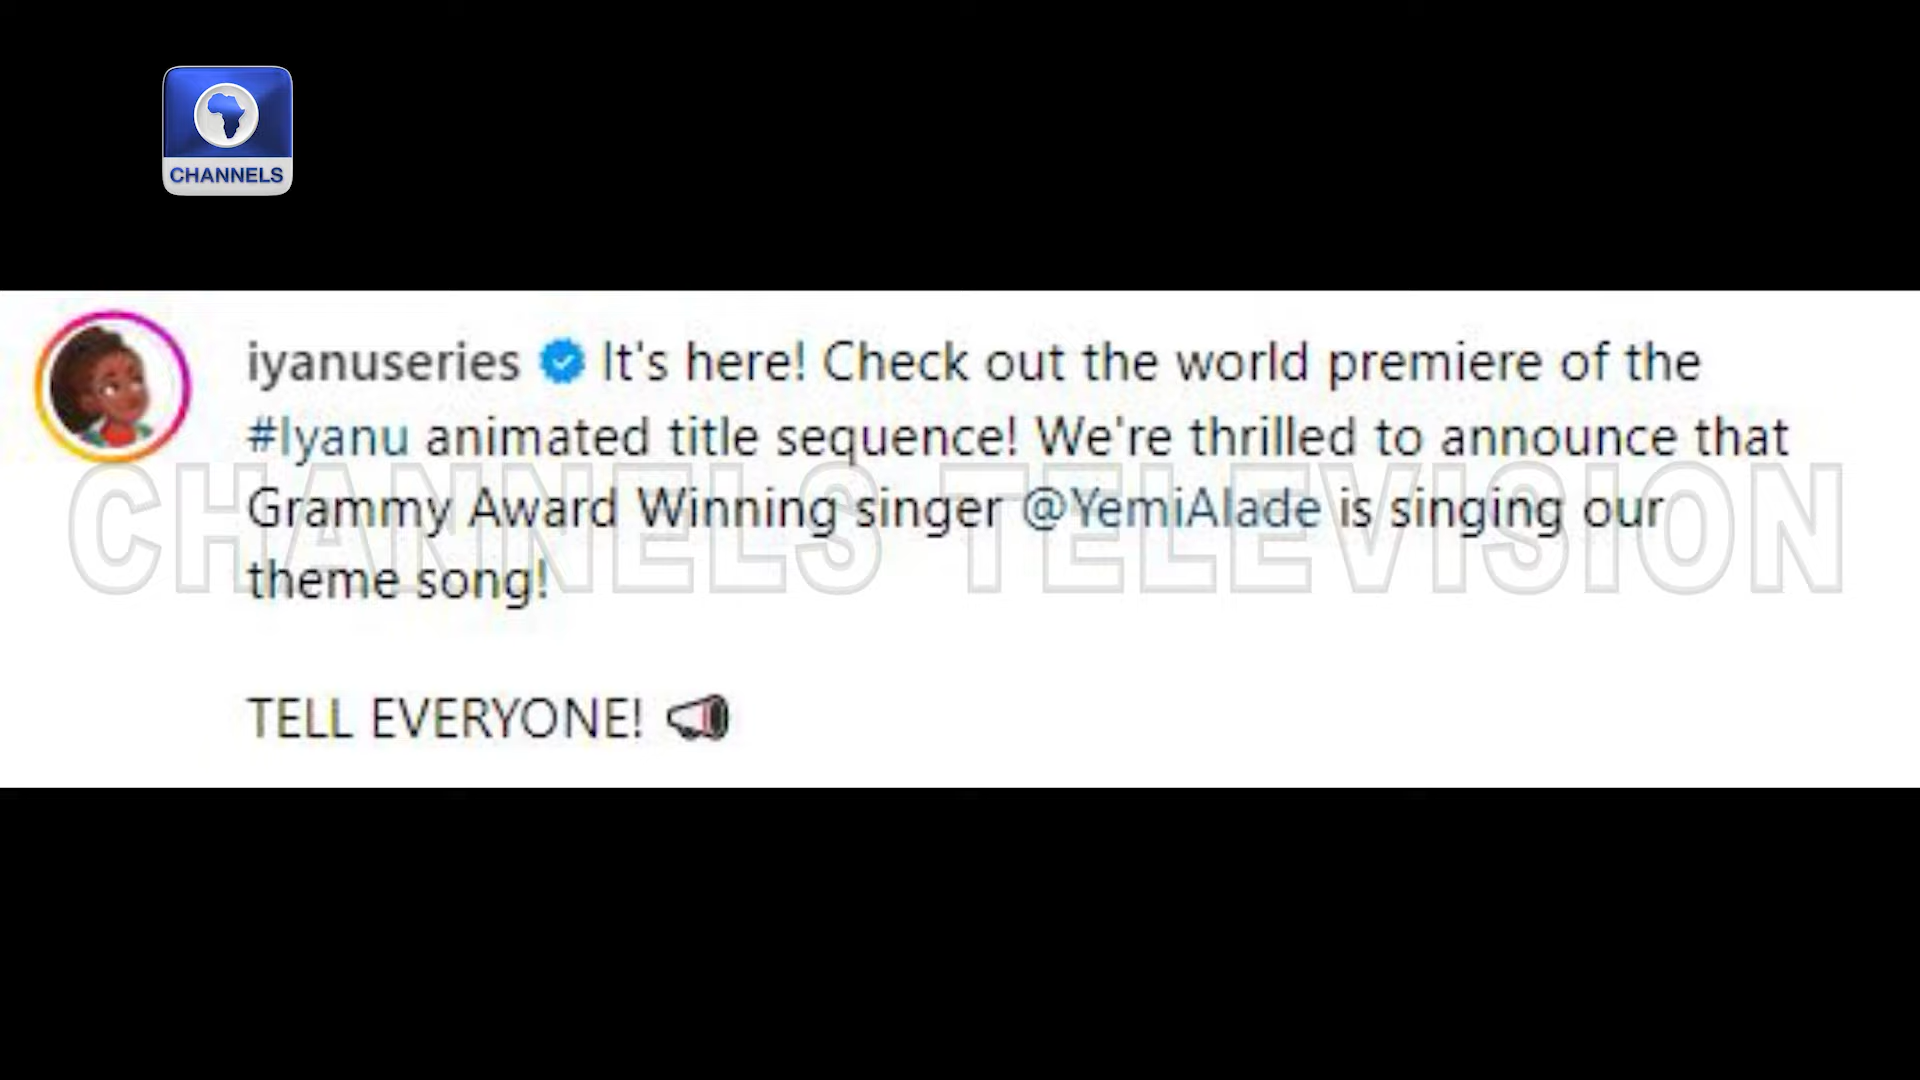 CHANNELS
iyanuseries It's here! Check out the world premiere of the
#Iyanu animated title sequence! We're thrilled to announce that
Grammy Award Winning singer @YemiAlade is singing our
theme song!
CHANNELS TELEVISION
TELL EVERYONE! 📣